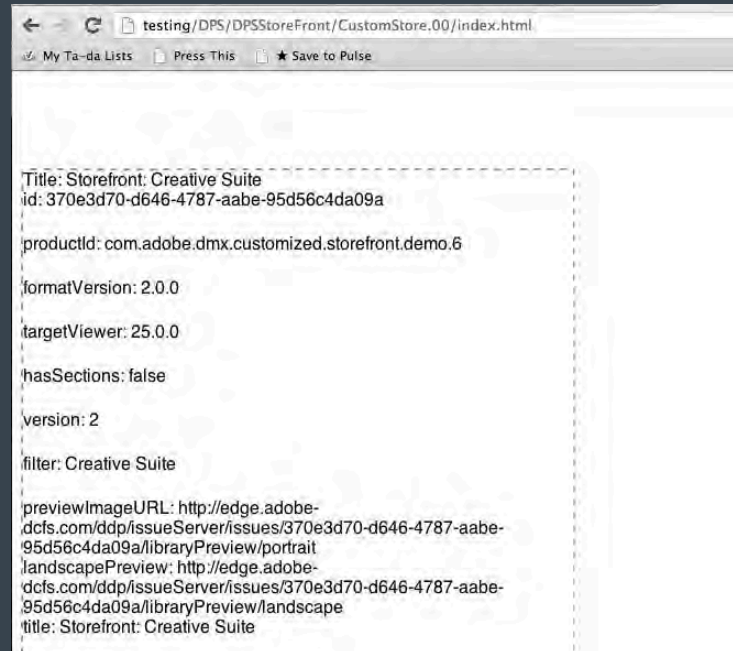 testing/DPS/DPSStoreFront/CustomStore.00/index.html
My Ta-da Lists Press This ★ Save to Pulse
Title: Storefront: Creative Suite
id: 370e3d70-d646-4787-aabe-95d56c4da09a
productId: com.adobe.dmx.customized.storefront.demo.6
formatVersion: 2.0.0
targetViewer: 25.0.0
hasSections: false
version: 2
filter: Creative Suite
previewImageURL: http://edge.adobe-
dcfs.com/ddp/issueServer/issues/370e3d70-d646-4787-aabe-
95d56c4da09a/libraryPreview/portrait
landscapePreview: http://edge.adobe-
dcfs.com/ddp/issueServer/issues/370e3d70-d646-4787-aabe-
95d56c4da09a/libraryPreview/landscape
title: Storefront: Creative Suite